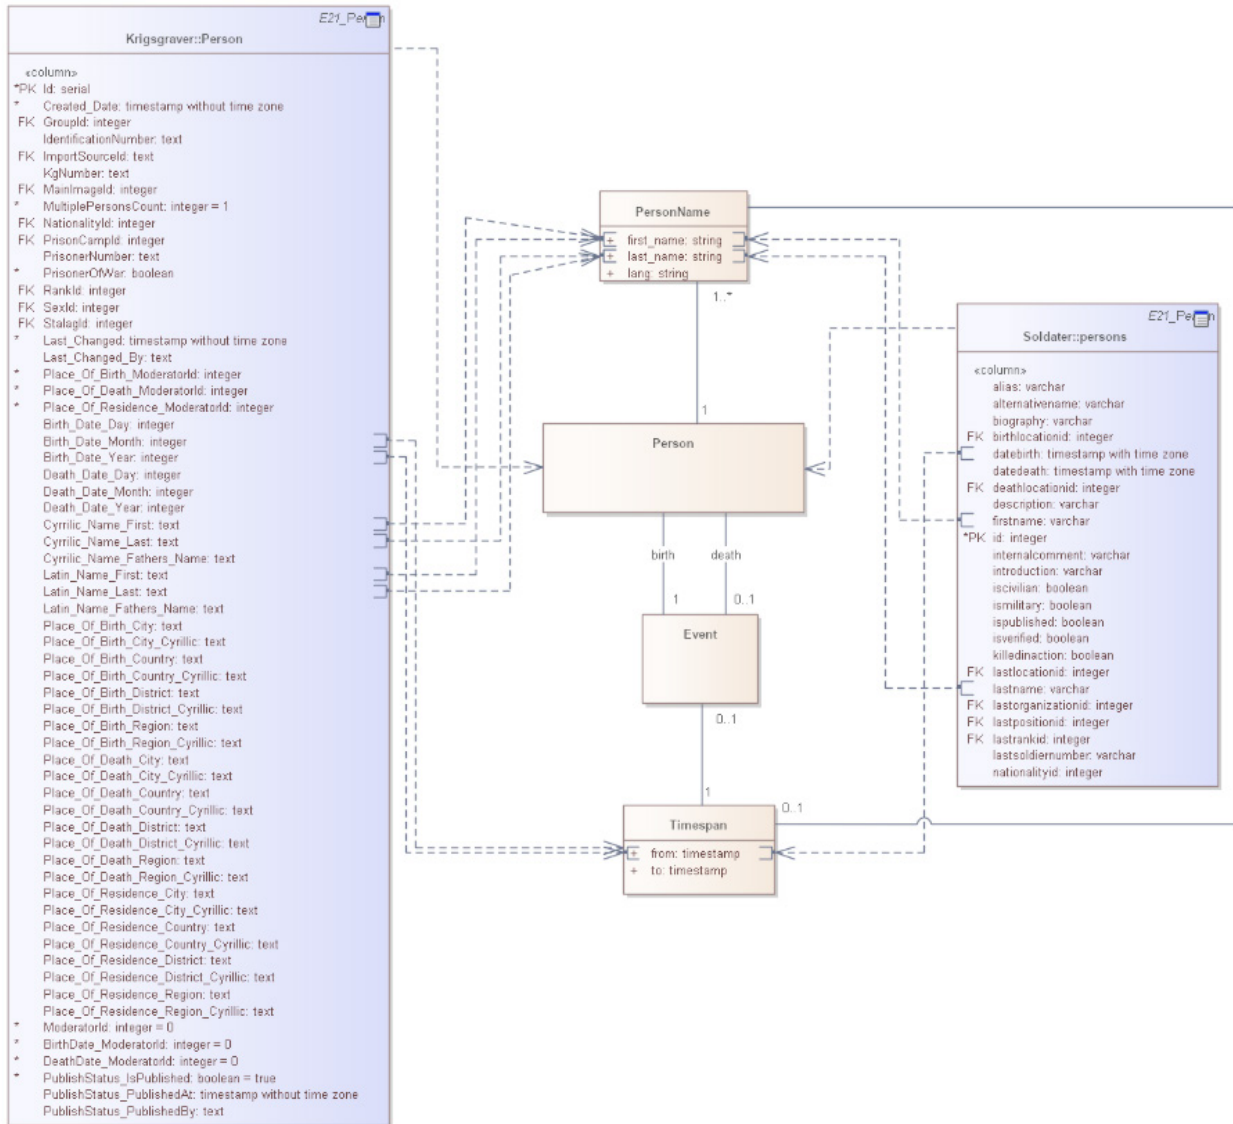 E21_Person
Krigsgraver::Person
«column»
*PK Id: serial
* Created_Date: timestamp without time zone
FK GroupId: integer
IdentificationNumber: text
FK ImportSourceId: text
KgNumber: text
FK MainImageId: integer
* MultiplePersonsCount: integer = 1
FK NationalityId: integer
FK PrisonCampId: integer
PrisonerNumber: text
* PrisonerOfWar: boolean
FK RankId: integer
FK SexId: integer
FK StalagId: integer
* Last_Changed: timestamp without time zone
Last_Changed_By: text
* Place_Of_Birth_ModeratorId: integer
* Place_Of_Death_ModeratorId: integer
* Place_Of_Residence_ModeratorId: integer
Birth_Date_Day: integer
Birth_Date_Month: integer
Birth_Date_Year: integer
Death_Date_Day: integer
Death_Date_Month: integer
Death_Date_Year: integer
Cyrrilic_Name_First: text
Cyrrilic_Name_Last: text
Cyrrilic_Name_Fathers_Name: text
Latin_Name_First: text
Latin_Name_Last: text
Latin_Name_Fathers_Name: text
Place_Of_Birth_City: text
Place_Of_Birth_City_Cyrillic: text
Place_Of_Birth_Country: text
Place_Of_Birth_Country_Cyrillic: text
Place_Of_Birth_District: text
Place_Of_Birth_District_Cyrillic: text
Place_Of_Birth_Region: text
Place_Of_Birth_Region_Cyrillic: text
Place_Of_Death_City: text
Place_Of_Death_City_Cyrillic: text
Place_Of_Death_Country: text
Place_Of_Death_Country_Cyrillic: text
Place_Of_Death_District: text
Place_Of_Death_District_Cyrillic: text
Place_Of_Death_Region: text
Place_Of_Death_Region_Cyrillic: text
Place_Of_Residence_City: text
Place_Of_Residence_City_Cyrillic: text
Place_Of_Residence_Country: text
Place_Of_Residence_Country_Cyrillic: text
Place_Of_Residence_District: text
Place_Of_Residence_District_Cyrillic: text
Place_Of_Residence_Region: text
Place_Of_Residence_Region_Cyrillic: text
* ModeratorId: integer = 0
* BirthDate_ModeratorId: integer = 0
* DeathDate_ModeratorId: integer = 0
* PublishStatus_IsPublished: boolean = true
PublishStatus_PublishedAt: timestamp without time zone
PublishStatus_PublishedBy: text
PersonName
+ first_name: string
+ last_name: string
+ lang: string
1..*
1
Person
birth death
1 0..1
Event
0..1
1
0..1
Timespan
+ from: timestamp
+ to: timestamp
E21_Person
Soldater::persons
«column»
alias: varchar
alternativename: varchar
biography: varchar
FK birthlocationid: integer
datebirth: timestamp with time zone
datedeath: timestamp with time zone
FK deathlocationid: integer
description: varchar
firstname: varchar
*PK id: integer
internalcomment: varchar
introduction: varchar
iscivilian: boolean
ismilitary: boolean
ispublished: boolean
isverified: boolean
killedinaction: boolean
FK lastlocationid: integer
lastname: varchar
FK lastorganizationid: integer
FK lastpositionid: integer
FK lastrankid: integer
lastsoldiernumber: varchar
nationalityid: integer